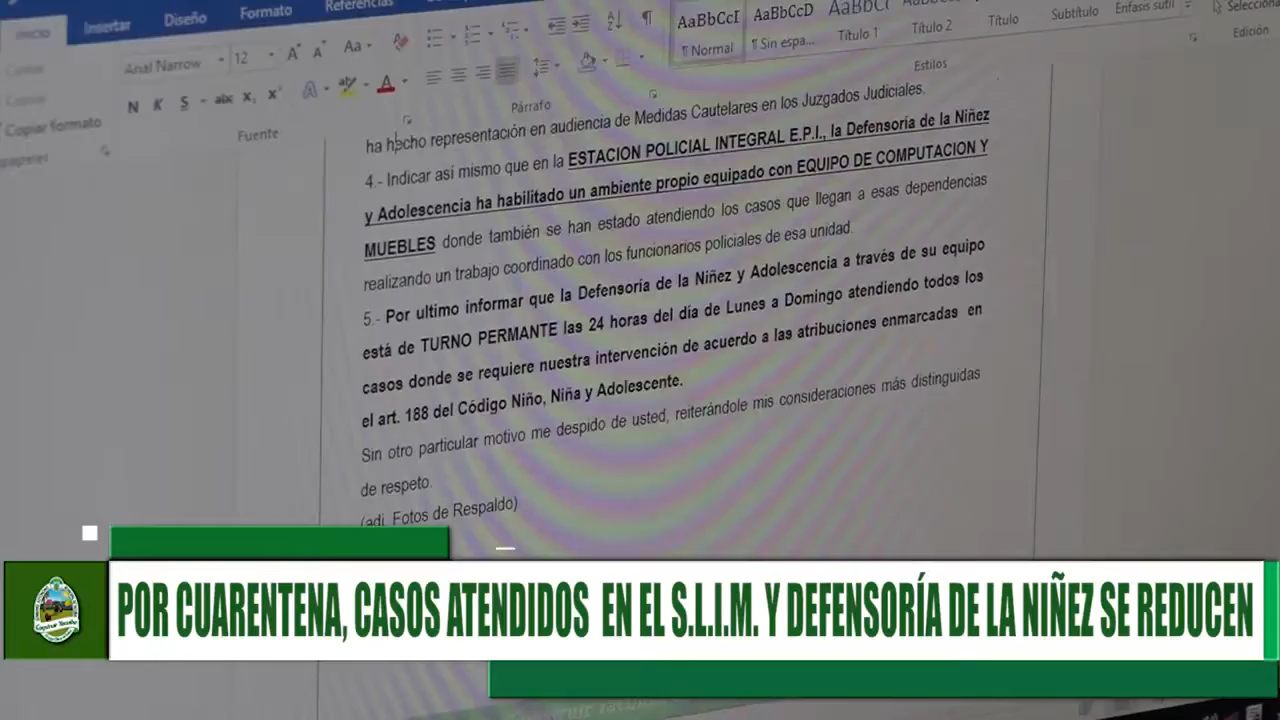 Inicio Insertar Diseño Formato Referencias
Copiar formato
Arial Narrow 12
Aa
N K S abc X₂ X²
Fuente
Párrafo
AaBbCcI AaBbCcD AaBbC(
¶ Normal ¶ Sin espa... Título 1 Título 2 Título Subtítulo Énfasis sutil
Estilos
Edición
ha hecho representación en audiencia de Medidas Cautelares en los Juzgados Judiciales.
4.- Indicar así mismo que en la ESTACION POLICIAL INTEGRAL E.P.I., la Defensoría de la Niñez
y Adolescencia ha habilitado un ambiente propio equipado con EQUIPO DE COMPUTACION Y
MUEBLES donde también se han estado atendiendo los casos que llegan a esas dependencias
realizando un trabajo coordinado con los funcionarios policiales de esa unidad.
5.- Por ultimo informar que la Defensoría de la Niñez y Adolescencia a través de su equipo
está de TURNO PERMANTE las 24 horas del día de Lunes a Domingo atendiendo todos los
casos donde se requiere nuestra intervención de acuerdo a las atribuciones enmarcadas en
el art. 188 del Código Niño, Niña y Adolescente.
Sin otro particular motivo me despido de usted, reiterándole mis consideraciones más distinguidas
de respeto.
(adj. Fotos de Respaldo)
POR CUARENTENA, CASOS ATENDIDOS EN EL S.L.I.M. Y DEFENSORÍA DE LA NIÑEZ SE REDUCEN